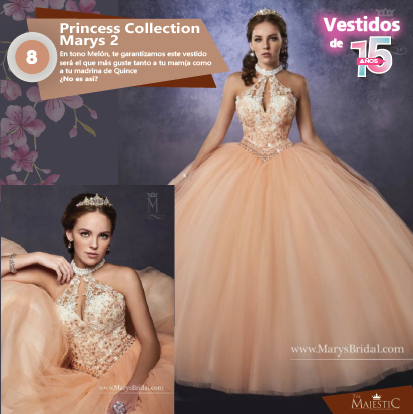 8
Princess Collection
Marys 2
En tono Melón, te garantizamos este vestido
será el que más guste tanto a tu mam¡a como
a tu madrina de Quince
¿No es así?
Vestidos
de 15
AÑOS
M
www.MarysBridal.com
www.MarysBridal.com
THE
MAJESTIC